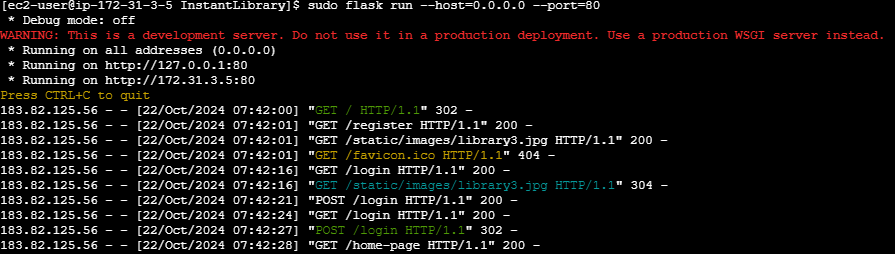 [ec2-user@ip-172-31-3-5 InstantLibrary]$ sudo flask run --host=0.0.0.0 --port=80
 * Debug mode: off
WARNING: This is a development server. Do not use it in a production deployment. Use a production WSGI server instead.
 * Running on all addresses (0.0.0.0)
 * Running on http://127.0.0.1:80
 * Running on http://172.31.3.5:80
Press CTRL+C to quit
183.82.125.56 - - [22/Oct/2024 07:42:00] "GET / HTTP/1.1" 302 -
183.82.125.56 - - [22/Oct/2024 07:42:01] "GET /register HTTP/1.1" 200 -
183.82.125.56 - - [22/Oct/2024 07:42:01] "GET /static/images/library3.jpg HTTP/1.1" 200 -
183.82.125.56 - - [22/Oct/2024 07:42:01] "GET /favicon.ico HTTP/1.1" 404 -
183.82.125.56 - - [22/Oct/2024 07:42:16] "GET /login HTTP/1.1" 200 -
183.82.125.56 - - [22/Oct/2024 07:42:16] "GET /static/images/library3.jpg HTTP/1.1" 304 -
183.82.125.56 - - [22/Oct/2024 07:42:21] "POST /login HTTP/1.1" 200 -
183.82.125.56 - - [22/Oct/2024 07:42:24] "GET /login HTTP/1.1" 200 -
183.82.125.56 - - [22/Oct/2024 07:42:27] "POST /login HTTP/1.1" 302 -
183.82.125.56 - - [22/Oct/2024 07:42:28] "GET /home-page HTTP/1.1" 200 -